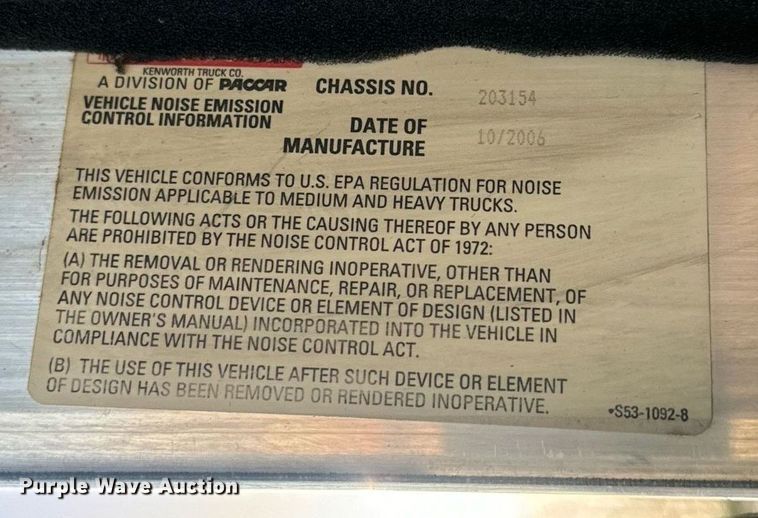 KENWORTH TRUCK CO.
A DIVISION OF PACCAR
VEHICLE NOISE EMISSION
CONTROL INFORMATION
CHASSIS NO. 203154
DATE OF
MANUFACTURE 10/2006
THIS VEHICLE CONFORMS TO U.S. EPA REGULATION FOR NOISE
EMISSION APPLICABLE TO MEDIUM AND HEAVY TRUCKS.
THE FOLLOWING ACTS OR THE CAUSING THEREOF BY ANY PERSON
ARE PROHIBITED BY THE NOISE CONTROL ACT OF 1972:
(A) THE REMOVAL OR RENDERING INOPERATIVE, OTHER THAN
FOR PURPOSES OF MAINTENANCE, REPAIR, OR REPLACEMENT, OF
ANY NOISE CONTROL DEVICE OR ELEMENT OF DESIGN (LISTED IN
THE OWNER'S MANUAL) INCORPORATED INTO THE VEHICLE IN
COMPLIANCE WITH THE NOISE CONTROL ACT.
(B) THE USE OF THIS VEHICLE AFTER SUCH DEVICE OR ELEMENT
OF DESIGN HAS BEEN REMOVED OR RENDERED INOPERATIVE.
•S53-1092-8
Purple Wave Auction